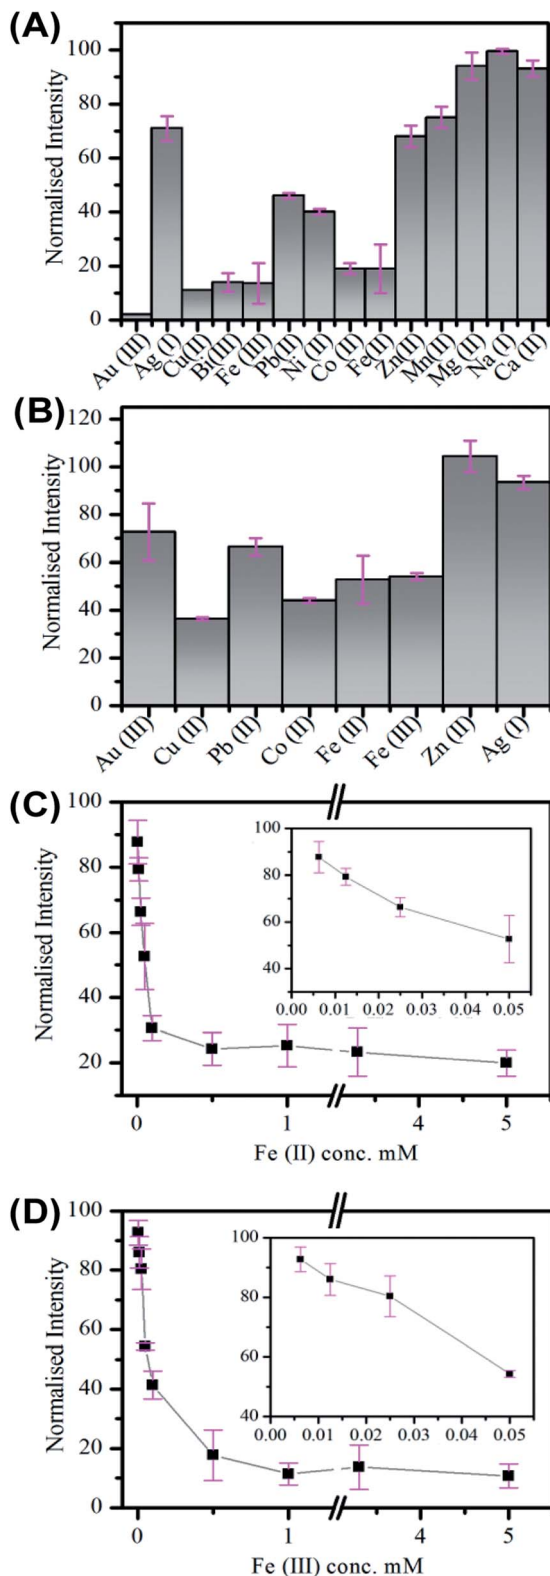 (A)
Normalised Intensity
100
80
60
40
20
0
Au (III)
Ag (I)
Cu(II)
Bi(III)
Fe (III)
Pb(II)
Ni (II)
Co (II)
Fe(I)
Zn(II)
Mn(II)
Mg (II)
Na (I)
Ca (II)
(B)
Normalised Intensity
120
100
80
60
40
20
0
Au (III)
Cu (II)
Pb (II)
Co (II)
Fe (II)
Fe (III)
Zn (II)
Ag (I)
(C)
Normalised Intensity
100
80
60
40
20
0
1
4
5
Fe (II) conc. mM
100
80
60
40
0.00 0.01 0.02 0.03 0.04 0.05
(D)
Normalised Intensity
100
80
60
40
20
0
0
1
4
5
Fe (III) conc. mM
100
80
60
40
0.00 0.01 0.02 0.03 0.04 0.05